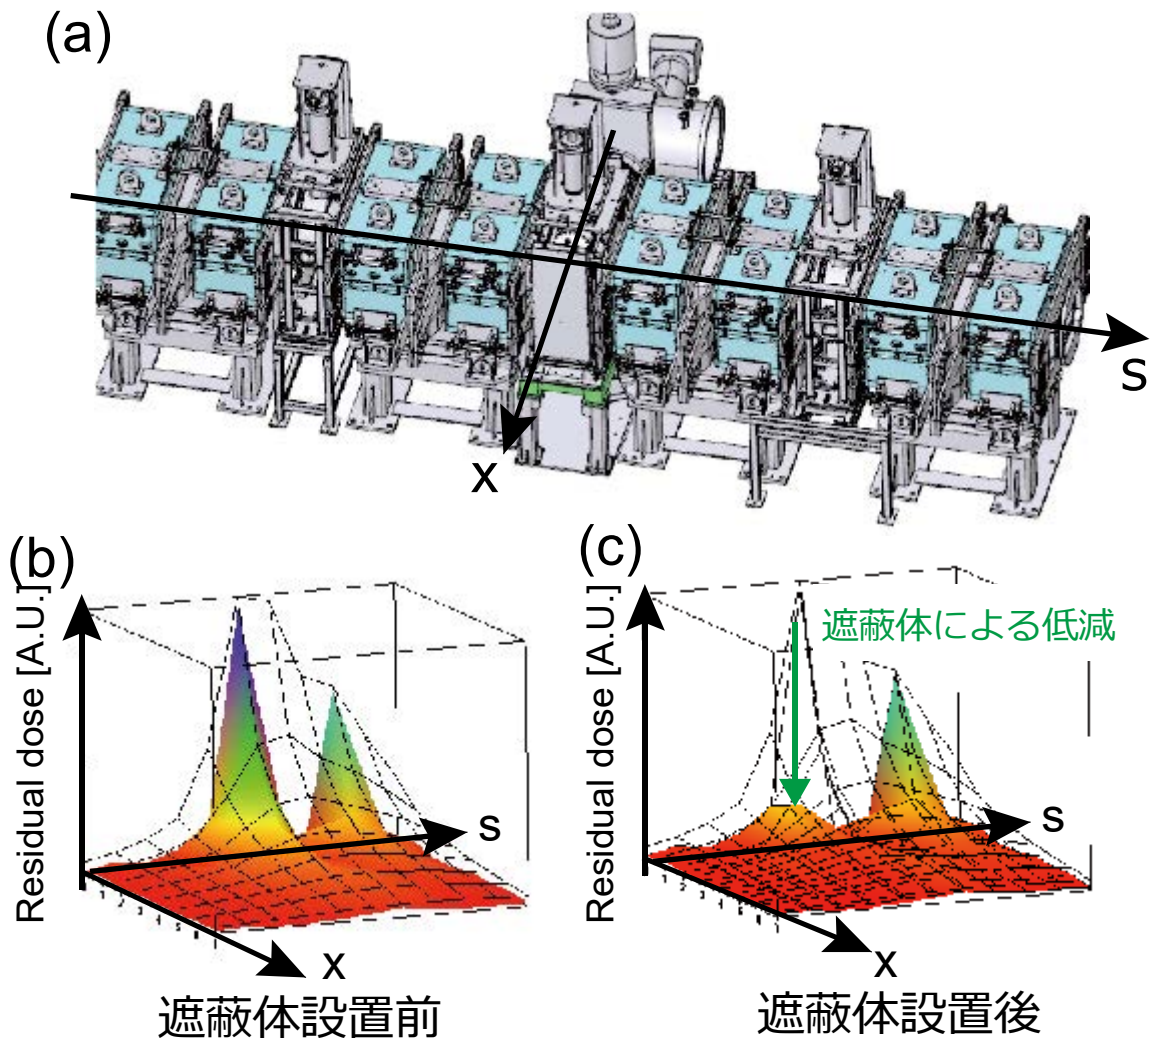 (a)
S
x
(b)
Residual dose [A.U.]
s
x
遮蔽体設置前
(c)
Residual dose [A.U.]
遮蔽体による低減
s
x
遮蔽体設置後